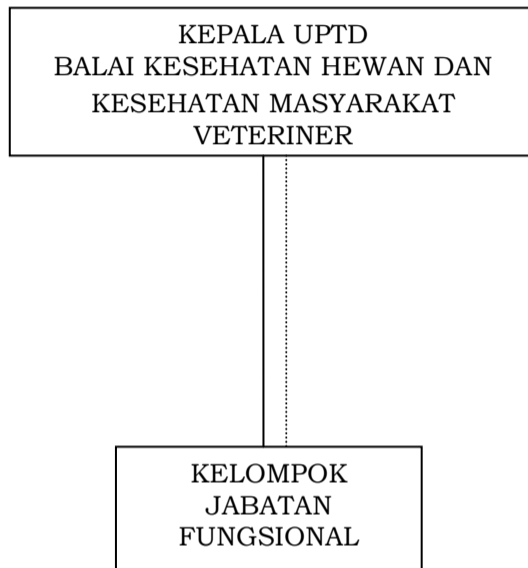 KEPALA UPTD
BALAI KESEHATAN HEWAN DAN
KESEHATAN MASYARAKAT
VETERINER
KELOMPOK
JABATAN
FUNGSIONAL